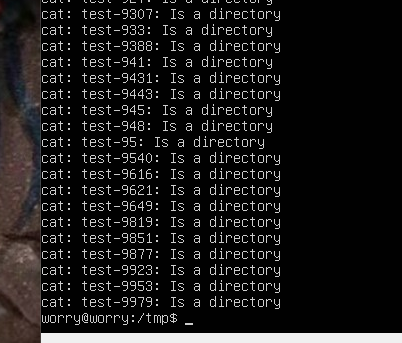 cat: test-927: Is a directory
cat: test-9307: Is a directory
cat: test-933: Is a directory
cat: test-9388: Is a directory
cat: test-941: Is a directory
cat: test-9431: Is a directory
cat: test-9443: Is a directory
cat: test-945: Is a directory
cat: test-948: Is a directory
cat: test-95: Is a directory
cat: test-9540: Is a directory
cat: test-9616: Is a directory
cat: test-9621: Is a directory
cat: test-9649: Is a directory
cat: test-9819: Is a directory
cat: test-9851: Is a directory
cat: test-9877: Is a directory
cat: test-9923: Is a directory
cat: test-9953: Is a directory
cat: test-9979: Is a directory
worry@worry:/tmp$ _